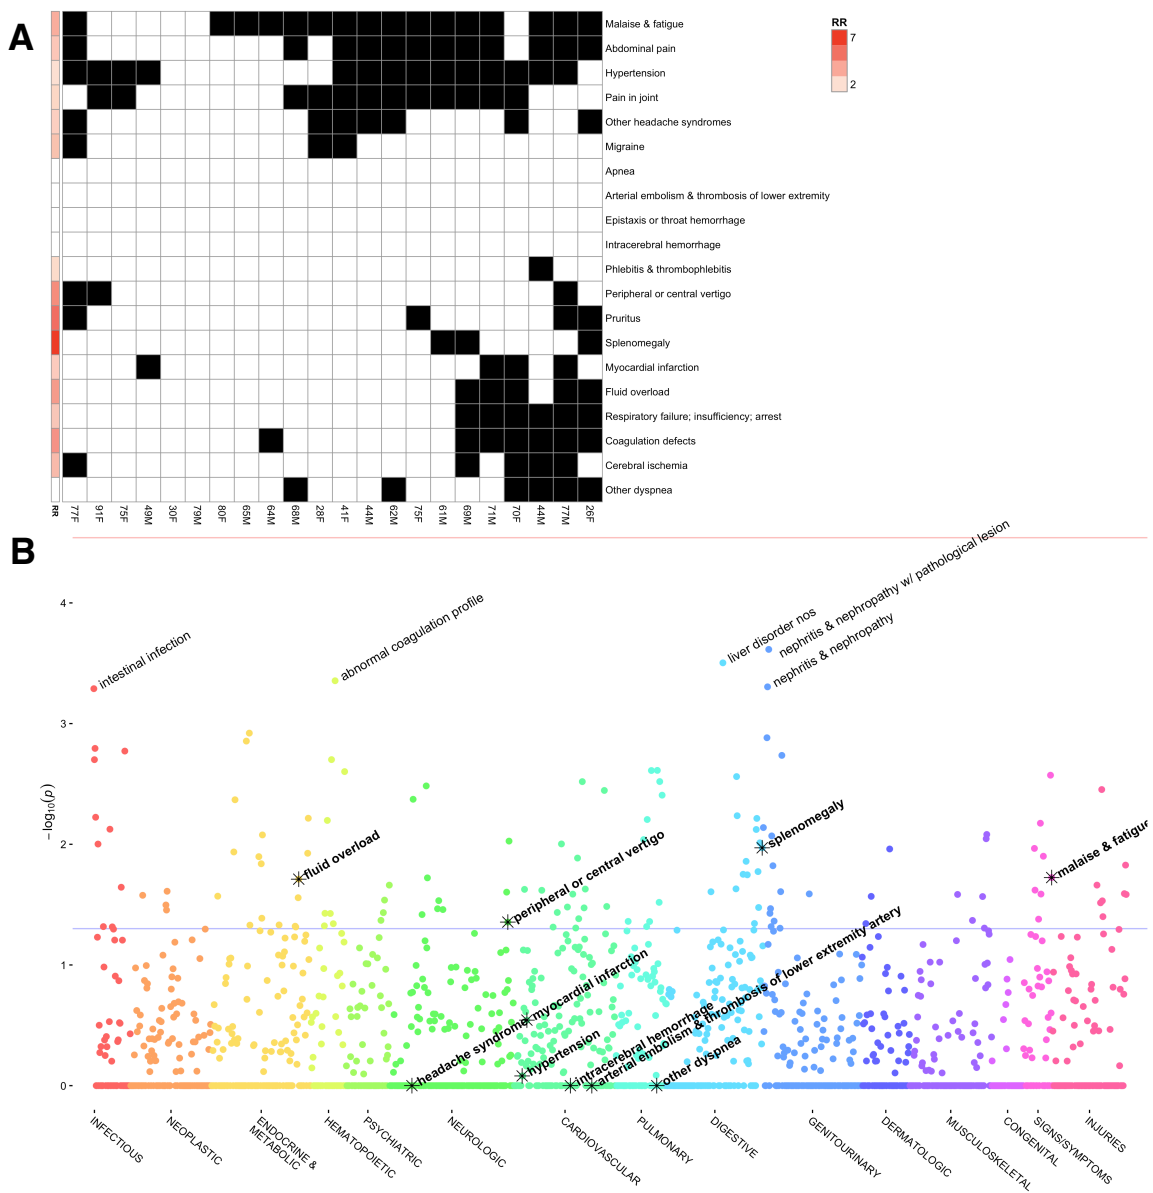 A
Malaise & fatigue
Abdominal pain
Hypertension
Pain in joint
Other headache syndromes
Migraine
Apnea
Arterial embolism & thrombosis of lower extremity
Epistaxis or throat hemorrhage
Intracerebral hemorrhage
Phlebitis & thrombophlebitis
Peripheral or central vertigo
Pruritus
Splenomegaly
Myocardial infarction
Fluid overload
Respiratory failure; insufficiency; arrest
Coagulation defects
Cerebral ischemia
Other dyspnea
RR
7
2
RR 77F 91F 75F 49M 30F 79M 80F 65M 64M 68M 28F 41F 44M 62M 75F 61M 69M 71M 70F 44M 77M 26F
B
−log10(p)
4
3
2
1
0
intestinal infection
abnormal coagulation profile
liver disorder nos
nephritis & nephropathy w/ pathological lesion
nephritis & nephropathy
fluid overload
peripheral or central vertigo
splenomegaly
malaise & fatigue
headache syndrome
myocardial infarction
hypertension
intracerebral hemorrhage
arterial embolism & thrombosis of lower extremity artery
other dyspnea
INFECTIOUS
NEOPLASTIC
ENDOCRINE &
METABOLIC
HEMATOPOIETIC
PSYCHIATRIC
NEUROLOGIC
CARDIOVASCULAR
PULMONARY
DIGESTIVE
GENITOURINARY
DERMATOLOGIC
MUSCULOSKELETAL
CONGENITAL
SIGNS/SYMPTOMS
INJURIES